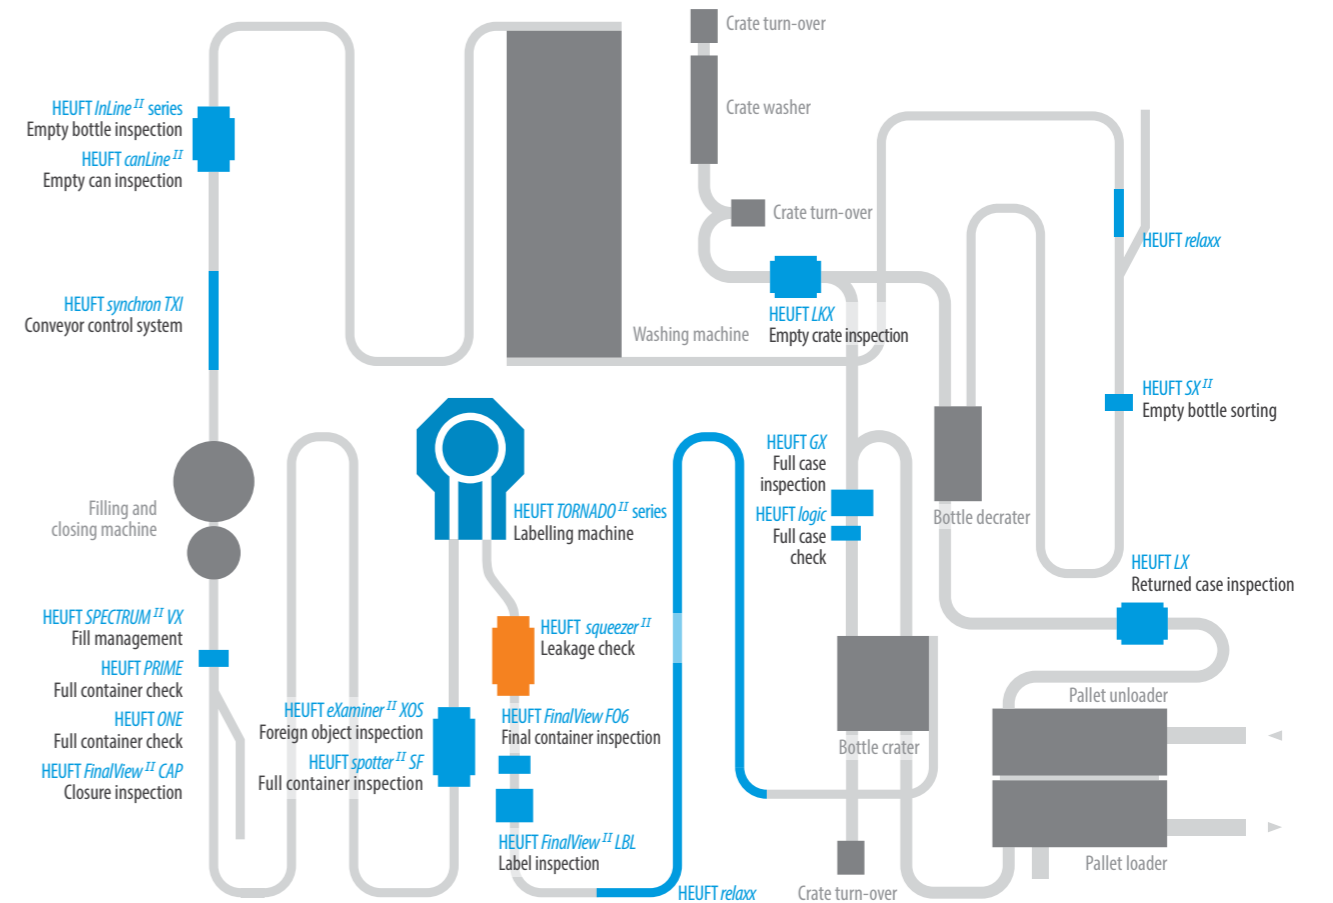 Crate turn-over
Crate washer
Crate turn-over
HEUFT InLine II series
Empty bottle inspection
HEUFT canLine II
Empty can inspection
HEUFT relaxx
HEUFT synchron TXI
Conveyor control system
Washing machine
HEUFT LKX
Empty crate inspection
HEUFT SX II
Empty bottle sorting
HEUFT GX
Full case
inspection
HEUFT logic
Full case
check
Bottle decrater
Filling and
closing machine
HEUFT TORNADO II series
Labelling machine
HEUFT LX
Returned case inspection
HEUFT SPECTRUM II VX
Fill management
HEUFT PRIME
Full container check
HEUFT ONE
Full container check
HEUFT FinalView II CAP
Closure inspection
HEUFT squeezer II
Leakage check
HEUFT eXaminer II XOS
Foreign object inspection
HEUFT spotter II SF
Full container inspection
HEUFT FinalView FO6
Final container inspection
HEUFT FinalView II LBL
Label inspection
Bottle crater
Pallet unloader
Pallet loader
HEUFT relaxx
Crate turn-over